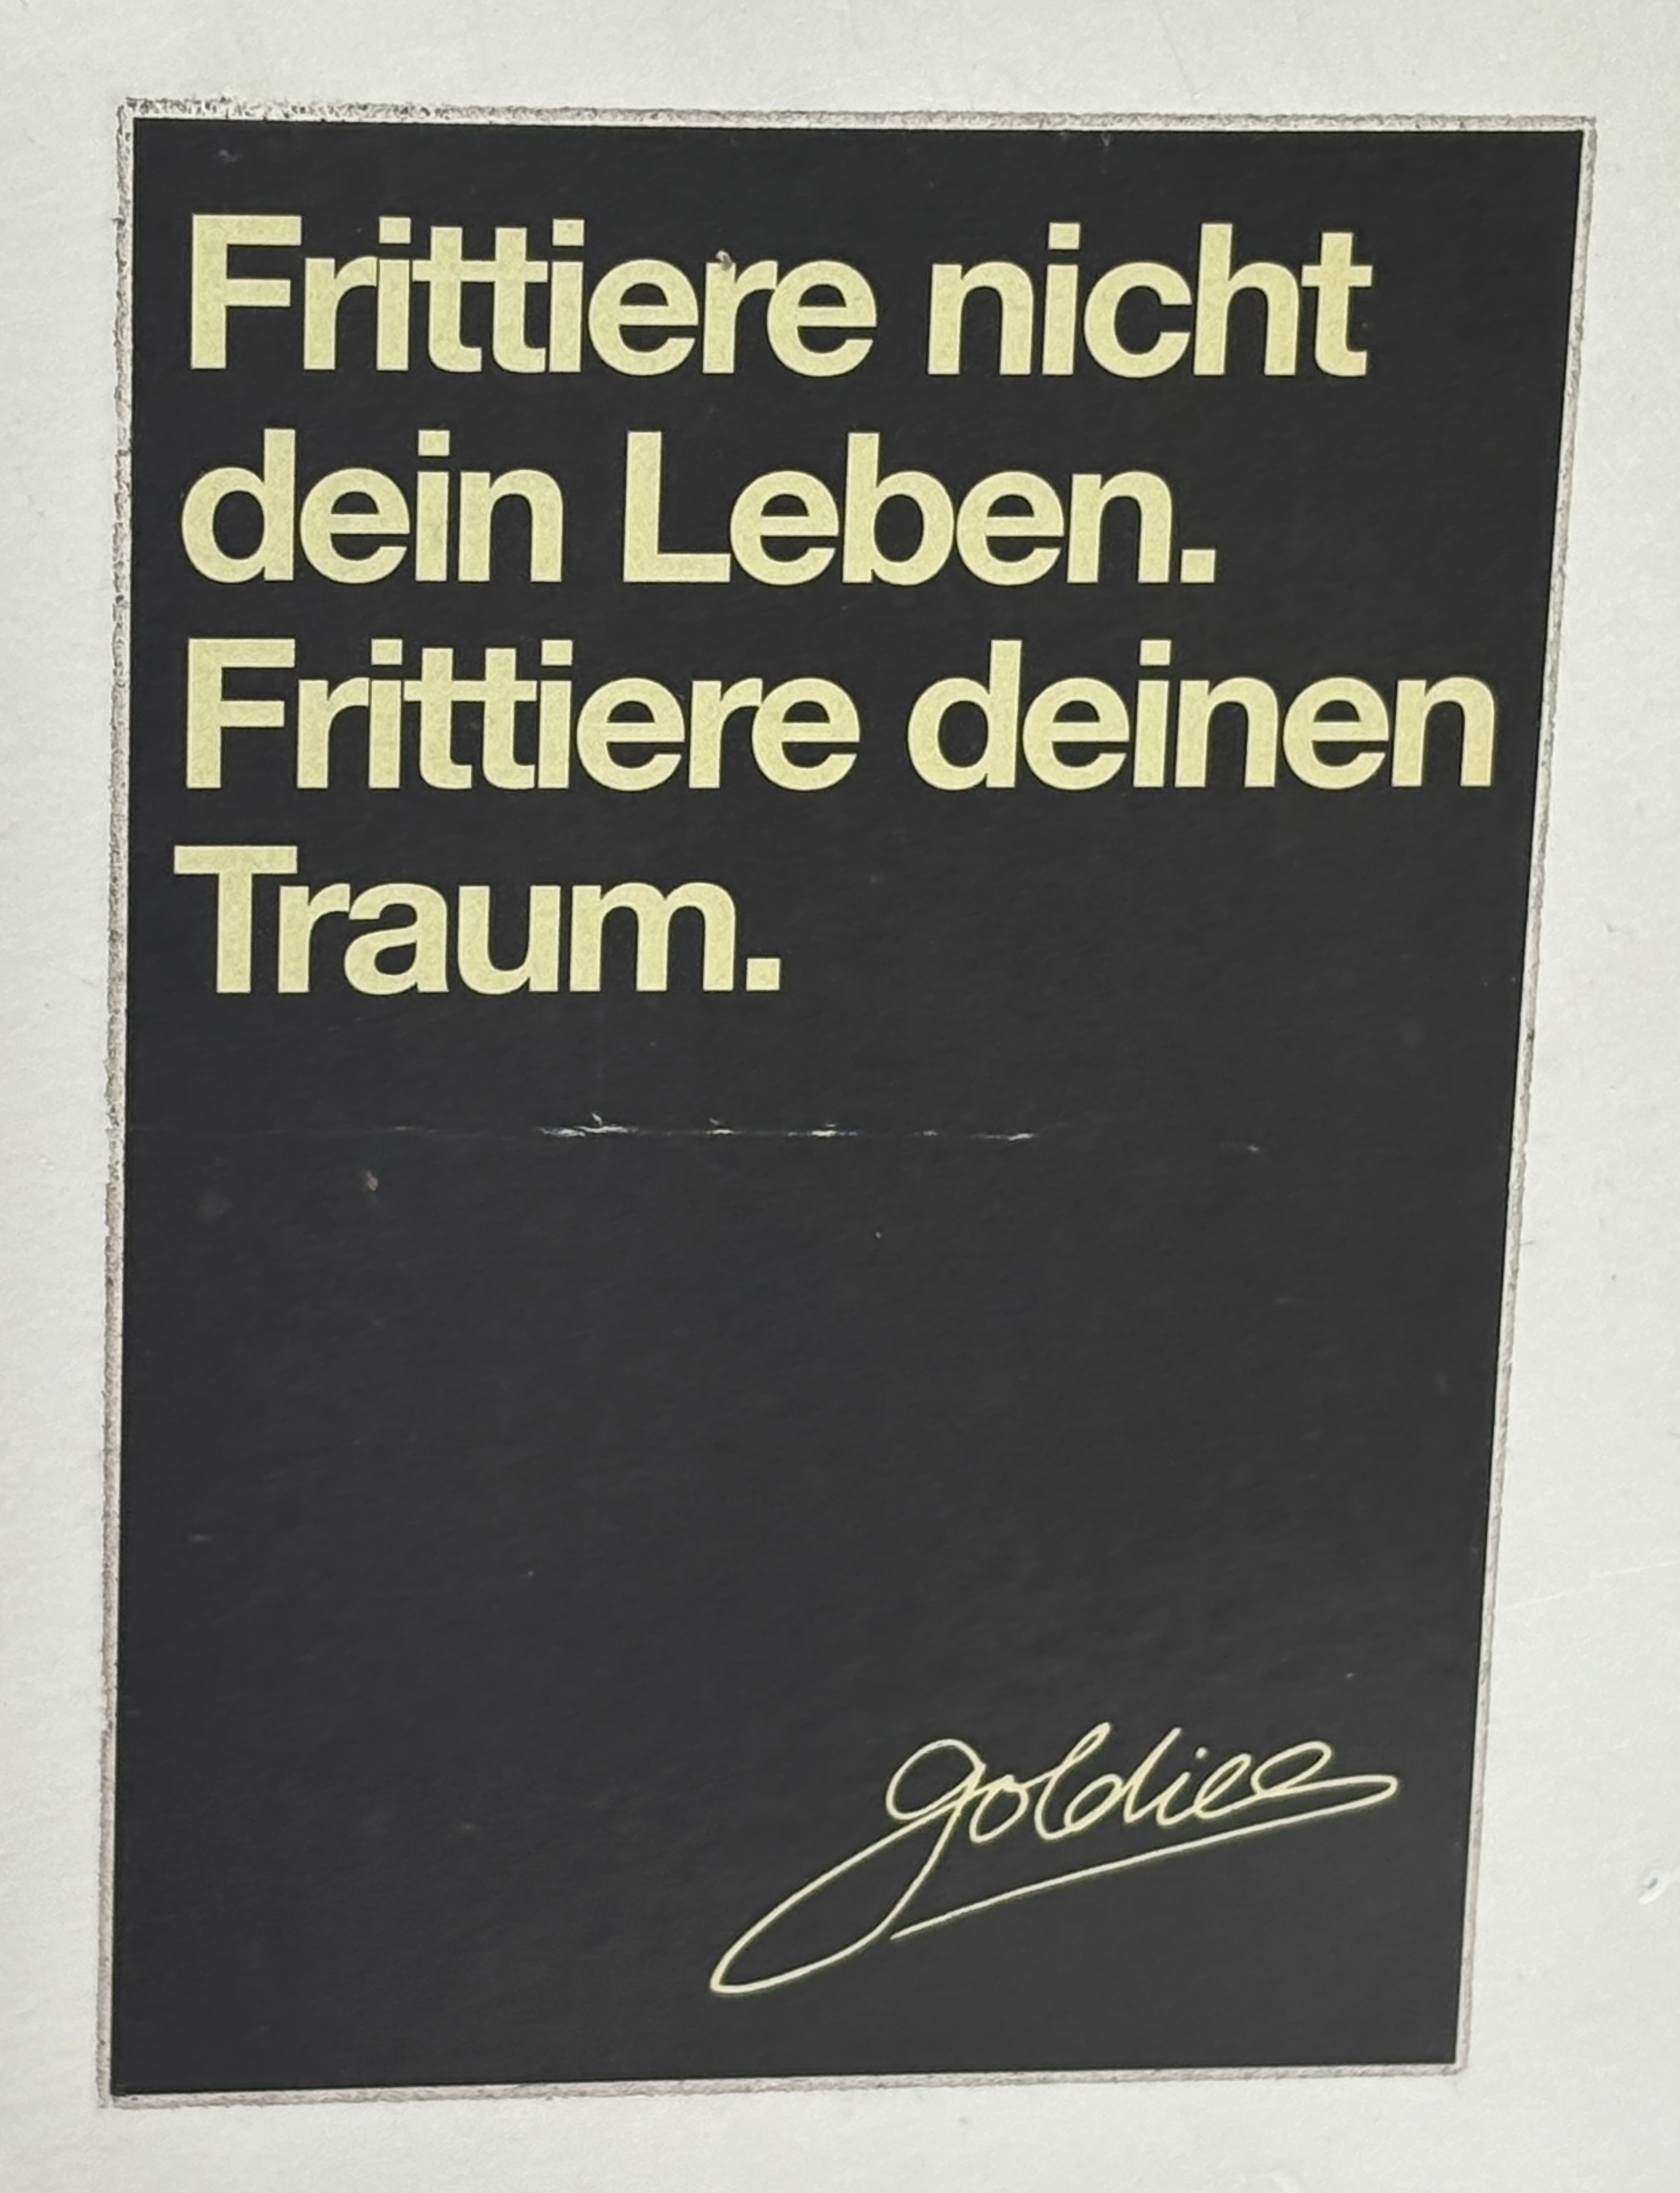 Frittiere nicht
dein Leben.
Frittiere deinen
Traum.
goldies